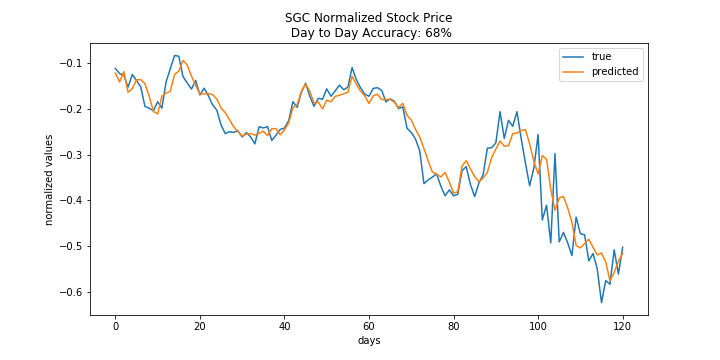 SGC Normalized Stock Price
Day to Day Accuracy: 68%
true
predicted
−0.1
−0.2
−0.3
−0.4
−0.5
−0.6
normalized values
0 20 40 60 80 100 120
days